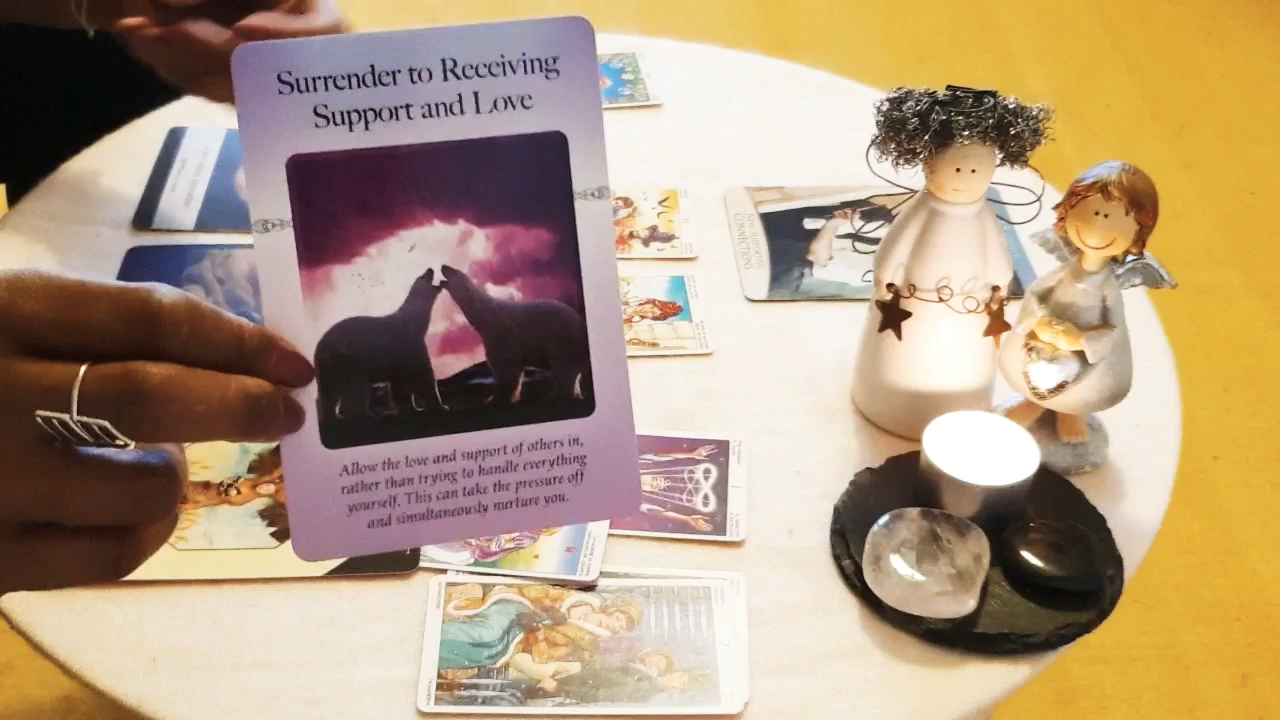 Surrender to Receiving
Support and Love
Allow the love and support of others in,
rather than trying to handle everything
yourself. This can take the pressure off
and simultaneously nurture you.
CONNECTIONS